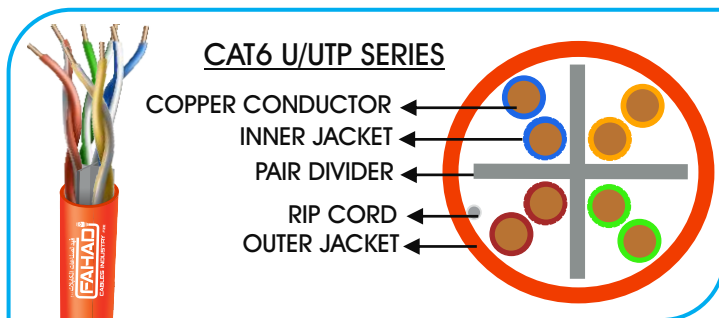 CAT6 U/UTP SERIES
COPPER CONDUCTOR
INNER JACKET
PAIR DIVIDER
RIP CORD
OUTER JACKET
FAHAD
CABLES INDUSTRY